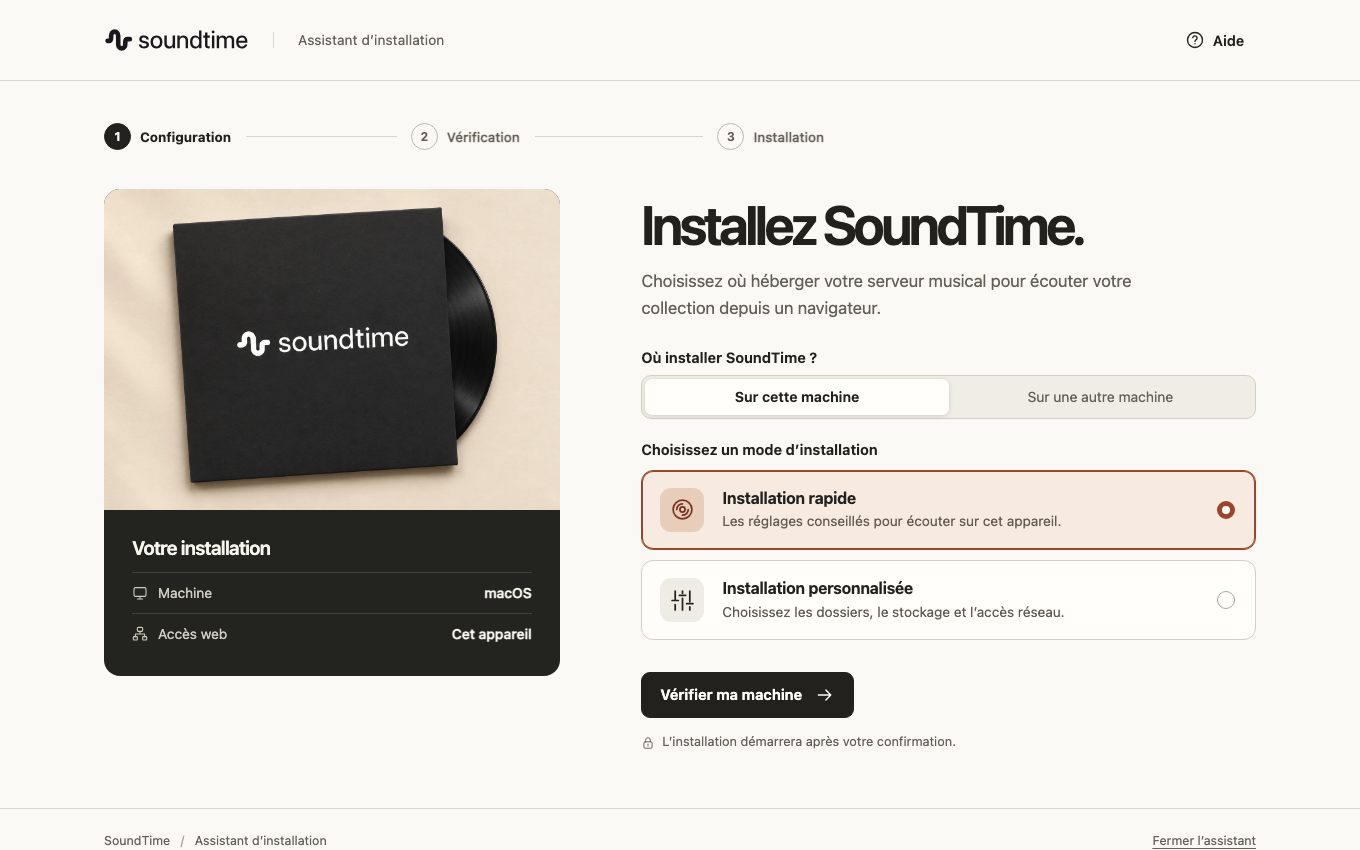 soundtime
Assistant d’installation
Aide
1 Configuration
2 Vérification
3 Installation
soundtime
Votre installation
Machine macOS
Accès web Cet appareil
Installez SoundTime.
Choisissez où héberger votre serveur musical pour écouter votre
collection depuis un navigateur.
Où installer SoundTime ?
Sur cette machine
Sur une autre machine
Choisissez un mode d’installation
Installation rapide
Les réglages conseillés pour écouter sur cet appareil.
Installation personnalisée
Choisissez les dossiers, le stockage et l’accès réseau.
Vérifier ma machine →
L’installation démarrera après votre confirmation.
SoundTime / Assistant d’installation
Fermer l’assistant